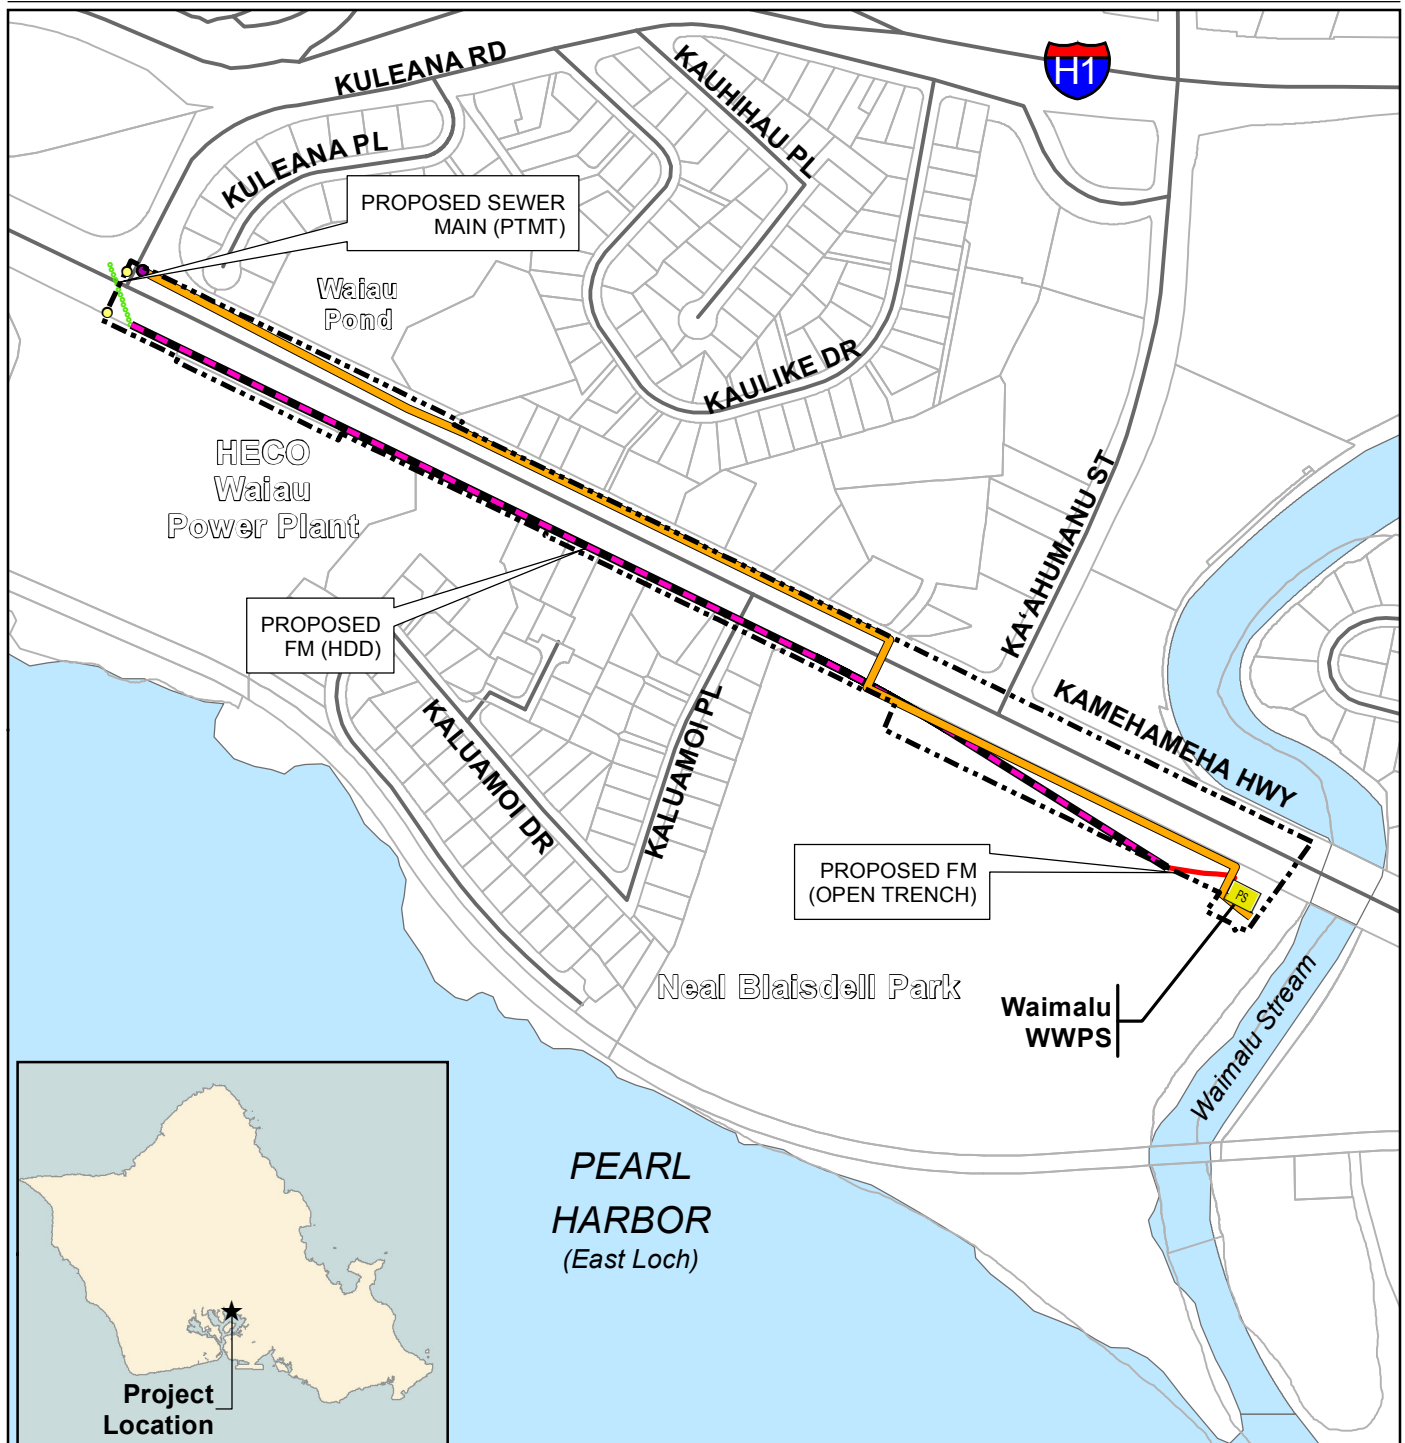 H1
KULEANA RD
KAUHIHAU PL
KULEANA PL
PROPOSED SEWER
MAIN (PTMT)
Waiau
Pond
KAULIKE DR
HECO
Waiau
Power Plant
KAʻAHUMANU ST
PROPOSED
FM (HDD)
KAMEHAMEHA HWY
KALUAMOI DR
KALUAMOI PL
PROPOSED FM
(OPEN TRENCH)
PS
Neal Blaisdell Park
Waimalu
WWPS
Waimalu Stream
PEARL
HARBOR
(East Loch)
Project
Location